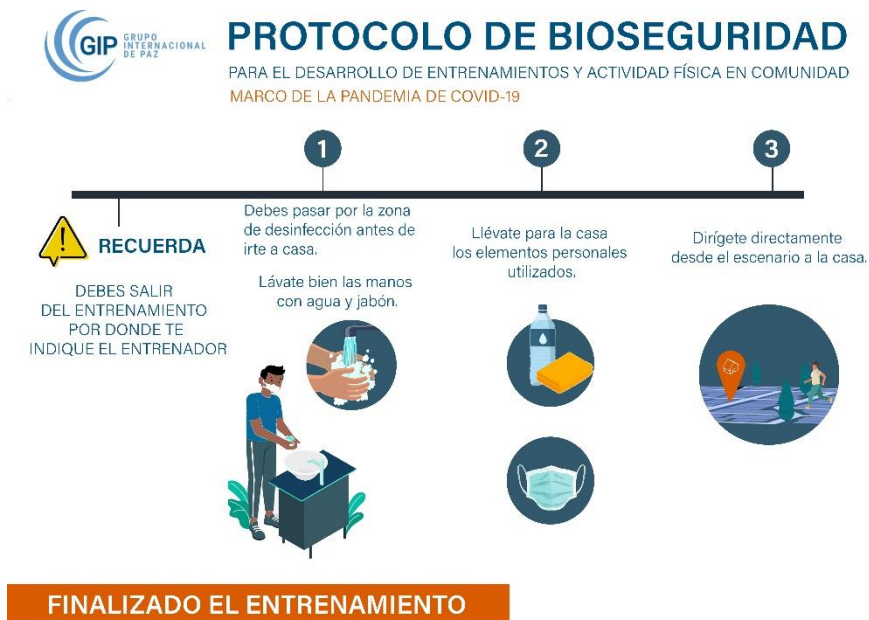 GIP GRUPO
INTERNACIONAL
DE PAZ
PROTOCOLO DE BIOSEGURIDAD
PARA EL DESARROLLO DE ENTRENAMIENTOS Y ACTIVIDAD FÍSICA EN COMUNIDAD
MARCO DE LA PANDEMIA DE COVID-19
RECUERDA
DEBES SALIR
DEL ENTRENAMIENTO
POR DONDE TE
INDIQUE EL ENTRENADOR
1
Debes pasar por la zona
de desinfección antes de
irte a casa.
Lávate bien las manos
con agua y jabón.
2
Llévate para la casa
los elementos personales
utilizados.
3
Dirígete directamente
desde el escenario a la casa.
FINALIZADO EL ENTRENAMIENTO